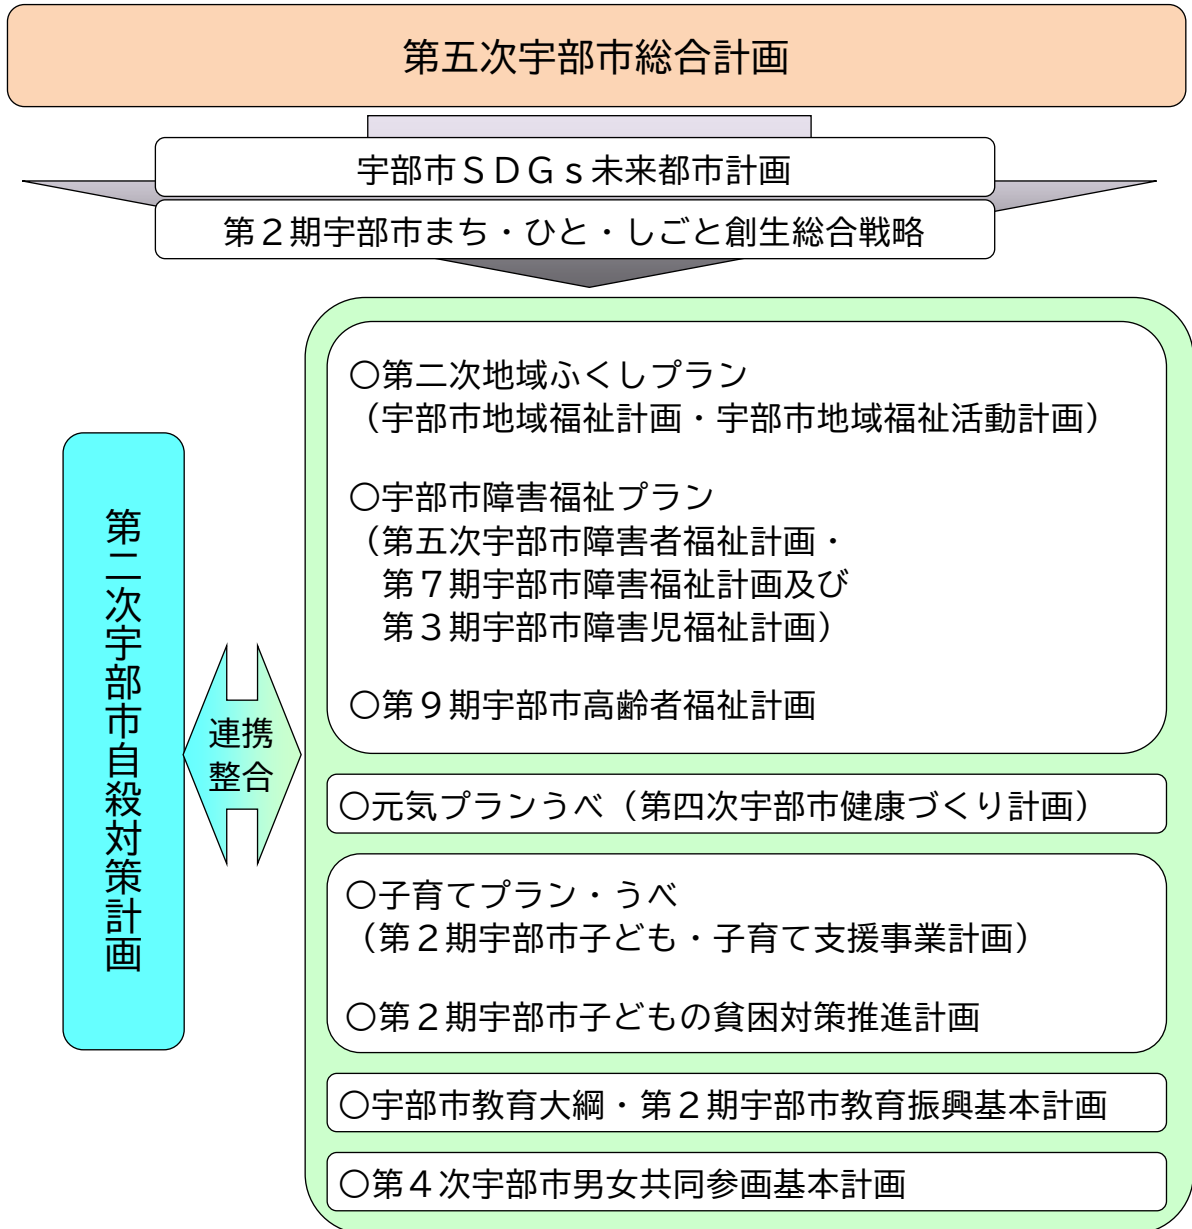 第五次宇部市総合計画
宇部市ＳＤＧｓ未来都市計画
第２期宇部市まち・ひと・しごと創生総合戦略
第二次宇部市自殺対策計画
連携
整合
〇第二次地域ふくしプラン
（宇部市地域福祉計画・宇部市地域福祉活動計画）
〇宇部市障害福祉プラン
（第五次宇部市障害者福祉計画・
第７期宇部市障害福祉計画及び
第３期宇部市障害児福祉計画）
〇第９期宇部市高齢者福祉計画
〇元気プランうべ（第四次宇部市健康づくり計画）
〇子育てプラン・うべ
（第２期宇部市子ども・子育て支援事業計画）
〇第２期宇部市子どもの貧困対策推進計画
〇宇部市教育大綱・第２期宇部市教育振興基本計画
〇第４次宇部市男女共同参画基本計画